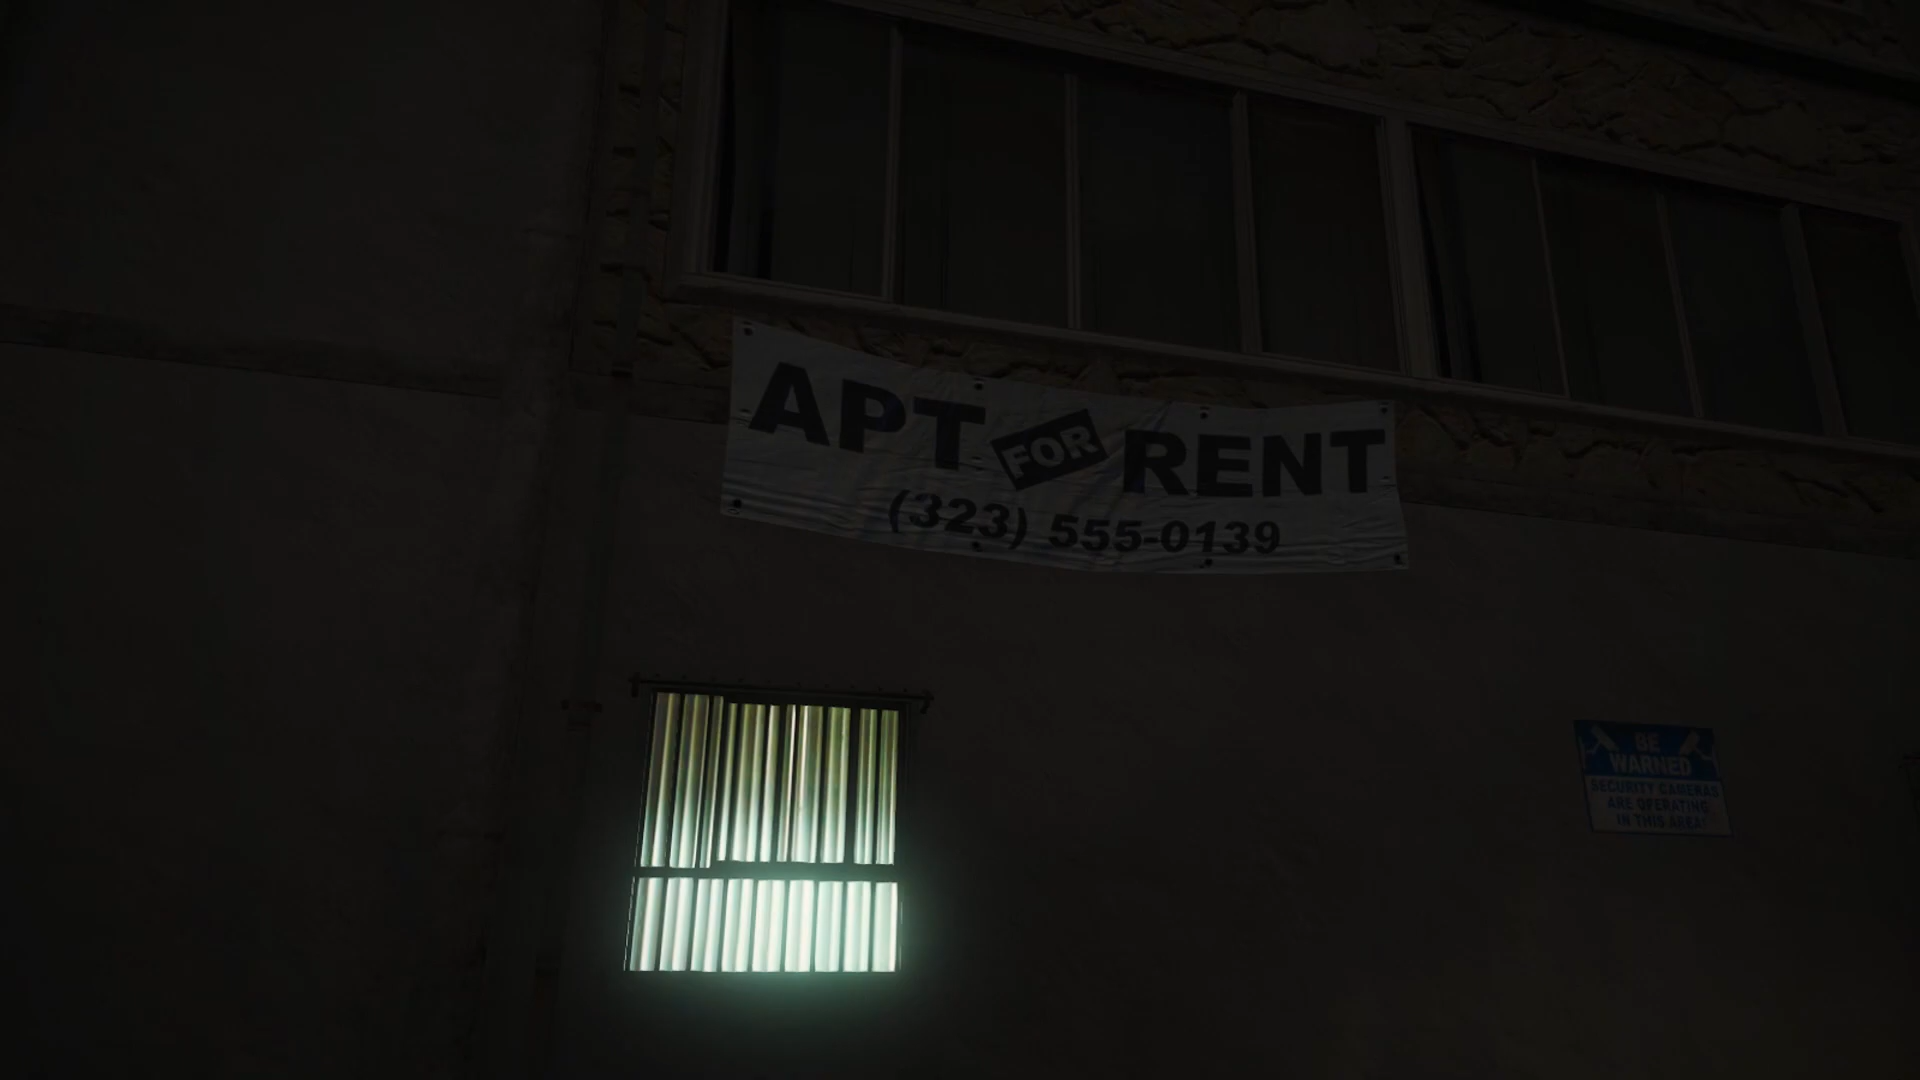 APT FOR RENT
(323) 555-0139
BE
WARNED
SECURITY CAMERAS
ARE OPERATING
IN THIS AREA!